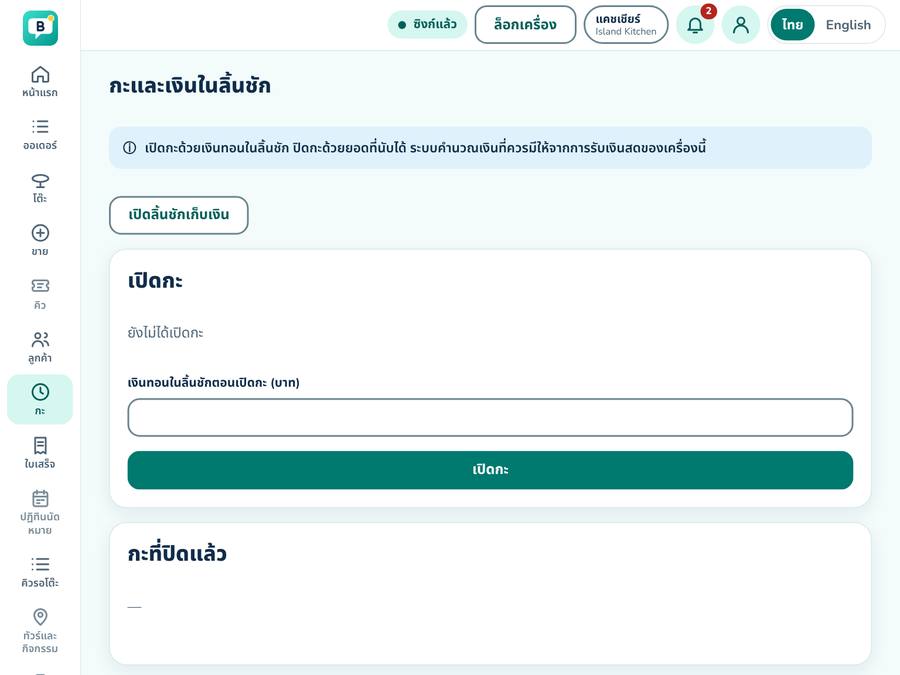 B
ซิงก์แล้ว
ล็อกเครื่อง
แคชเชียร์
Island Kitchen
2
ไทย
English
หน้าแรก
ออเดอร์
โต๊ะ
ขาย
คิว
ลูกค้า
กะ
ใบเสร็จ
ปฏิทินนัด
หมาย
คิวรอโต๊ะ
ทัวร์และ
กิจกรรม
กะและเงินในลิ้นชัก
เปิดกะด้วยเงินทอนในลิ้นชัก ปิดกะด้วยยอดที่นับได้ ระบบคำนวณเงินที่ควรมีให้จากการรับเงินสดของเครื่องนี้
เปิดลิ้นชักเก็บเงิน
เปิดกะ
ยังไม่ได้เปิดกะ
เงินทอนในลิ้นชักตอนเปิดกะ (บาท)
เปิดกะ
กะที่ปิดแล้ว
—